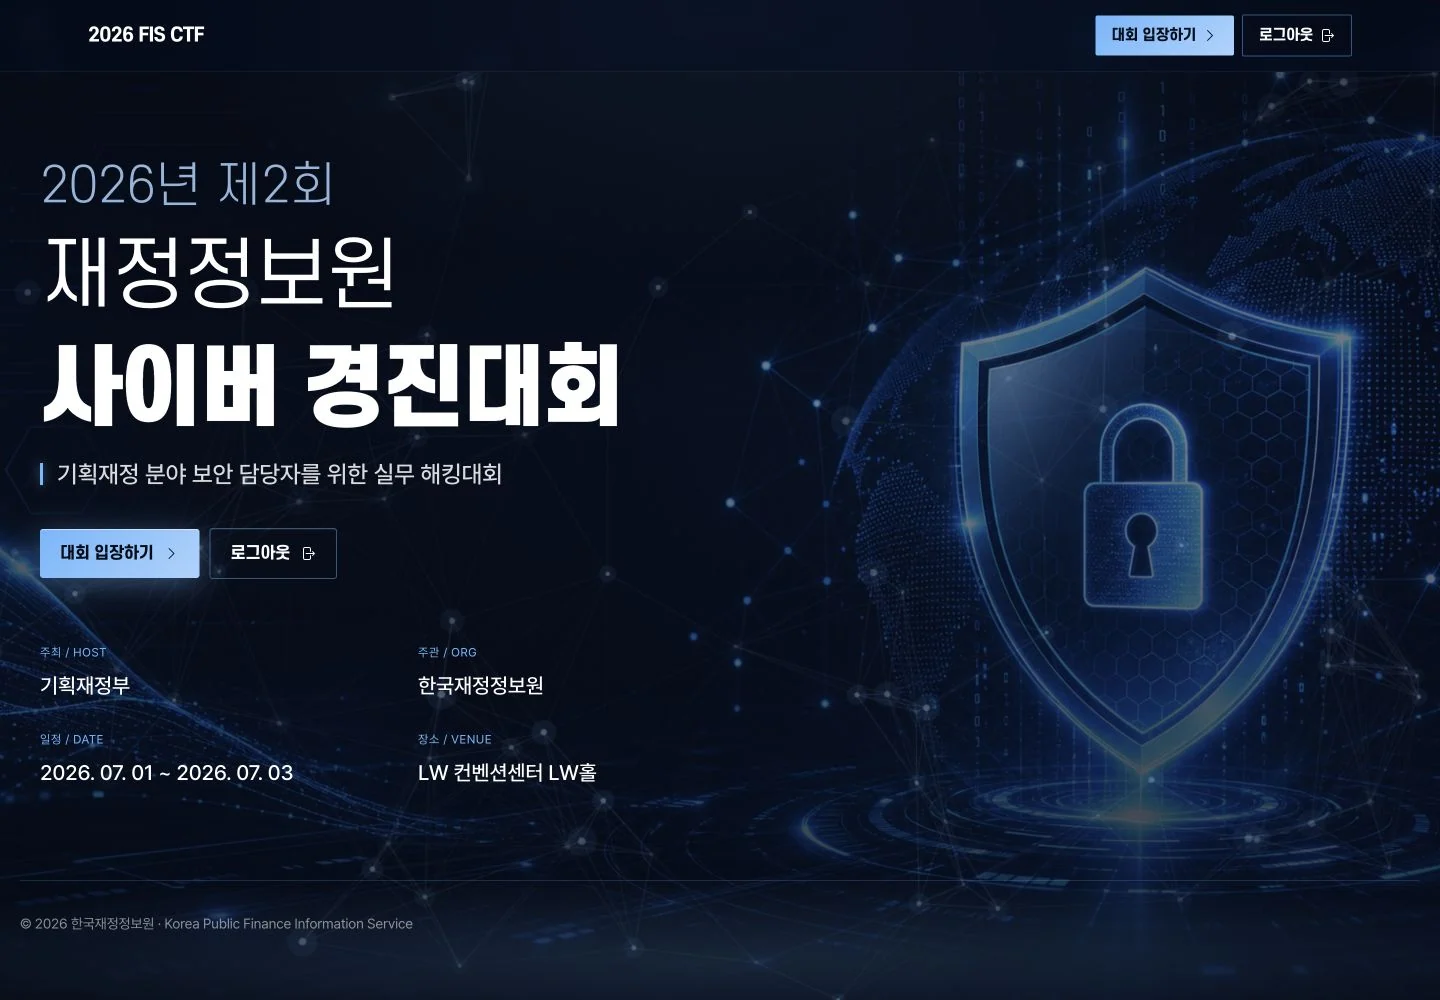 2026 FIS CTF
대회 입장하기
로그아웃
2026년 제2회
재정정보원
사이버 경진대회
기획재정 분야 보안 담당자를 위한 실무 해킹대회
대회 입장하기
로그아웃
주최 / HOST
기획재정부
주관 / ORG
한국재정정보원
일정 / DATE
2026. 07. 01 ~ 2026. 07. 03
장소 / VENUE
LW 컨벤션센터 LW홀
© 2026 한국재정정보원 · Korea Public Finance Information Service